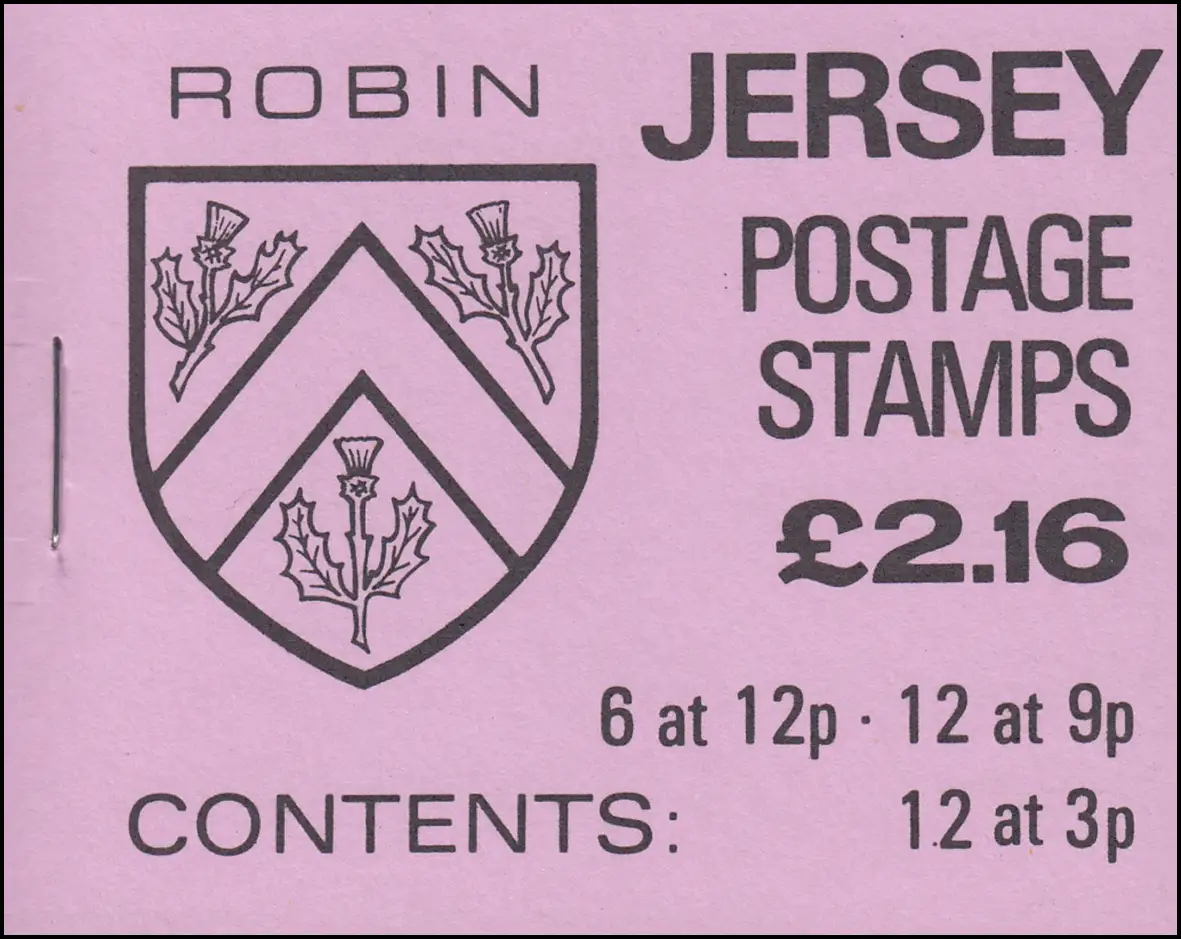 ROBIN
JERSEY
POSTAGE
STAMPS
£2.16
6 at 12p · 12 at 9p
CONTENTS: 12 at 3p